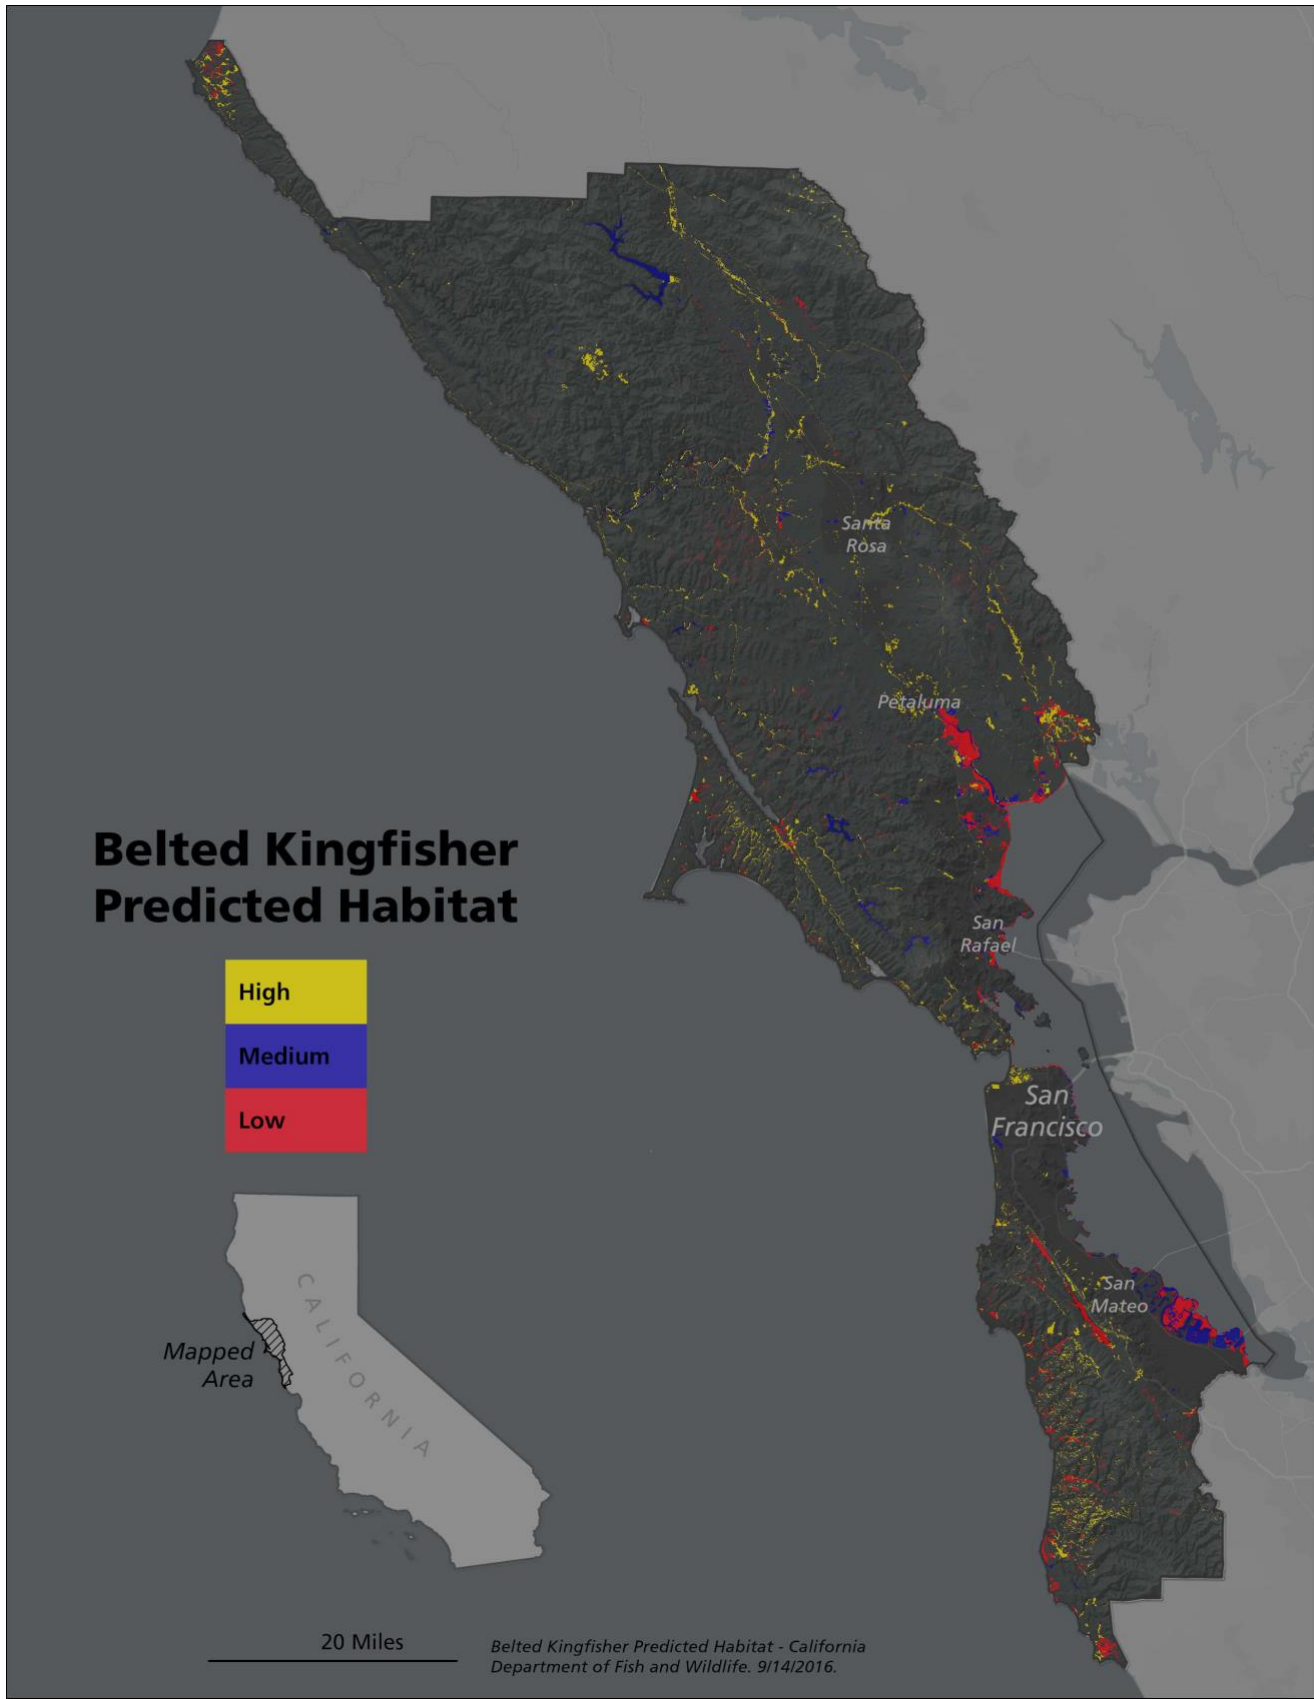 Santa
Rosa
Petaluma
San
Rafael
San
Francisco
San
Mateo
Belted Kingfisher
Predicted Habitat
High
Medium
Low
CALIFORNIA
Mapped
Area
20 Miles
Belted Kingfisher Predicted Habitat - California
Department of Fish and Wildlife. 9/14/2016.